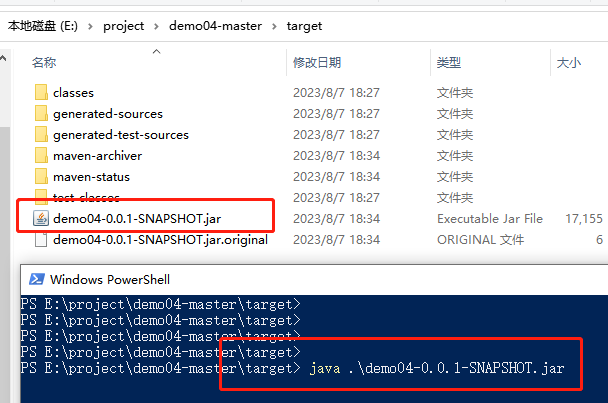 本地磁盘 (E:) > project > demo04-master > target
名称 修改日期 类型 大小
classes 2023/8/7 18:27 文件夹
generated-sources 2023/8/7 18:27 文件夹
generated-test-sources 2023/8/7 18:27 文件夹
maven-archiver 2023/8/7 18:34 文件夹
maven-status 2023/8/7 18:34 文件夹
test-classes 2023/8/7 18:27 文件夹
demo04-0.0.1-SNAPSHOT.jar 2023/8/7 18:34 Executable Jar File 17,155
demo04-0.0.1-SNAPSHOT.jar.original 2023/8/7 18:34 ORIGINAL 文件 6
Windows PowerShell
PS E:\project\demo04-master\target>
PS E:\project\demo04-master\target>
PS E:\project\demo04-master\target>
PS E:\project\demo04-master\target>
PS E:\project\demo04-master\target> java .\demo04-0.0.1-SNAPSHOT.jar